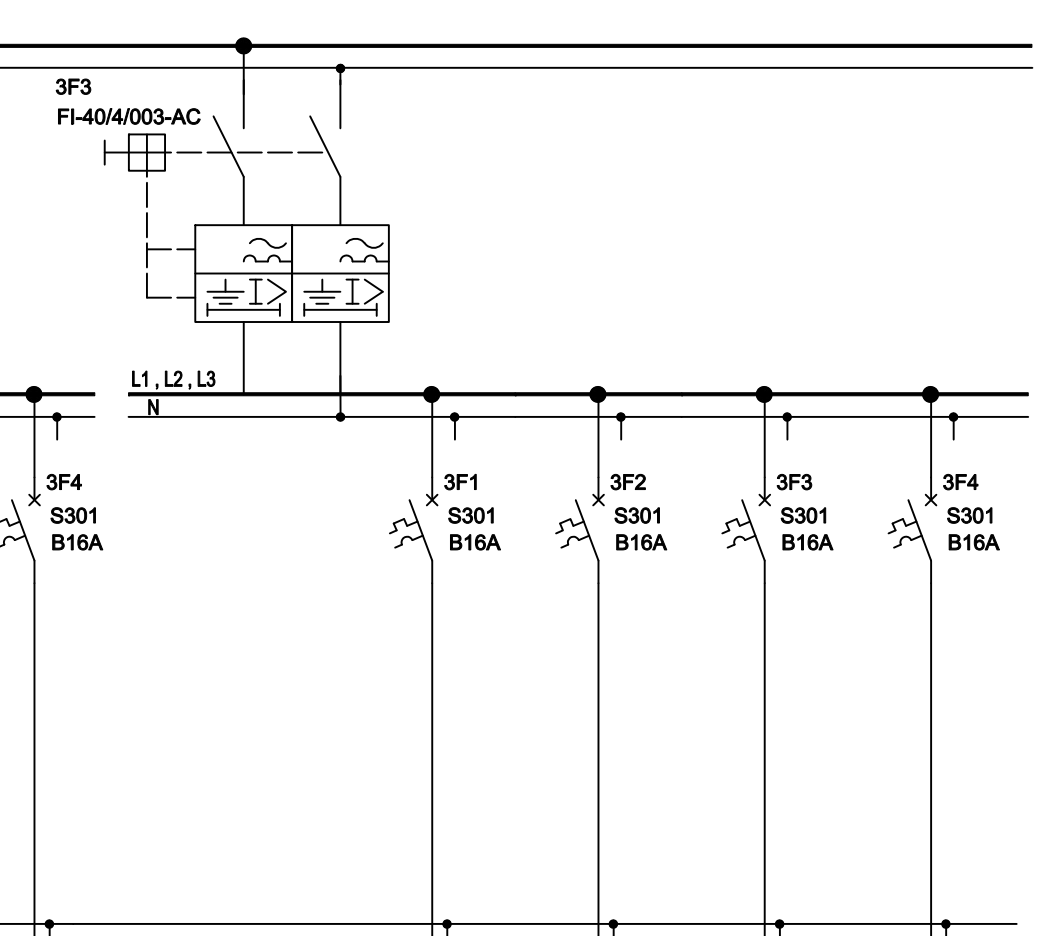 3F3
FI-40/4/003-AC
L1 , L2 , L3
N
3F4
S301
B16A
3F1
S301
B16A
3F2
S301
B16A
3F3
S301
B16A
3F4
S301
B16A